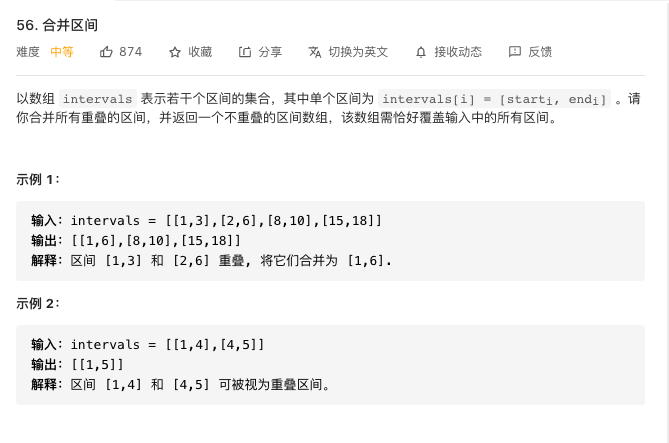 56. 合并区间
难度 中等 874 收藏 分享 切换为英文 接收动态 反馈
以数组 intervals 表示若干个区间的集合，其中单个区间为 intervals[i] = [starti, endi] 。请
你合并所有重叠的区间，并返回一个不重叠的区间数组，该数组需恰好覆盖输入中的所有区间。
示例 1：
输入：intervals = [[1,3],[2,6],[8,10],[15,18]]
输出：[[1,6],[8,10],[15,18]]
解释：区间 [1,3] 和 [2,6] 重叠, 将它们合并为 [1,6].
示例 2：
输入：intervals = [[1,4],[4,5]]
输出：[[1,5]]
解释：区间 [1,4] 和 [4,5] 可被视为重叠区间。